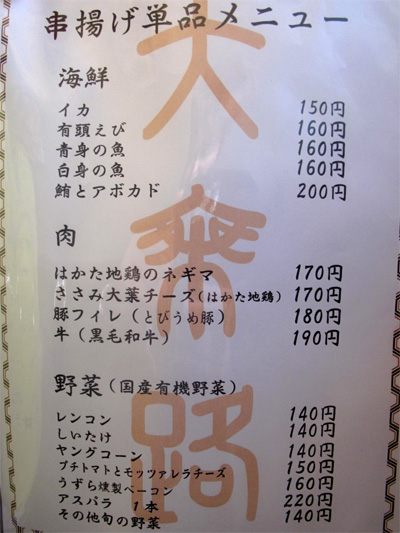 串揚げ単品メニュー
海鮮
イカ 150円
有頭えび 160円
青身の魚 160円
白身の魚 160円
鮪とアボカド 200円
肉
はかた地鶏のネギマ 170円
ささみ大葉チーズ(はかた地鶏) 170円
豚フィレ(とびうめ豚) 180円
牛(黒毛和牛) 190円
野菜(国産有機野菜)
レンコン 140円
しいたけ 140円
ヤングコーン 140円
プチトマトとモッツァレラチーズ 150円
うずら燻製ベーコン 160円
アスパラ 1本 220円
その他旬の野菜 140円